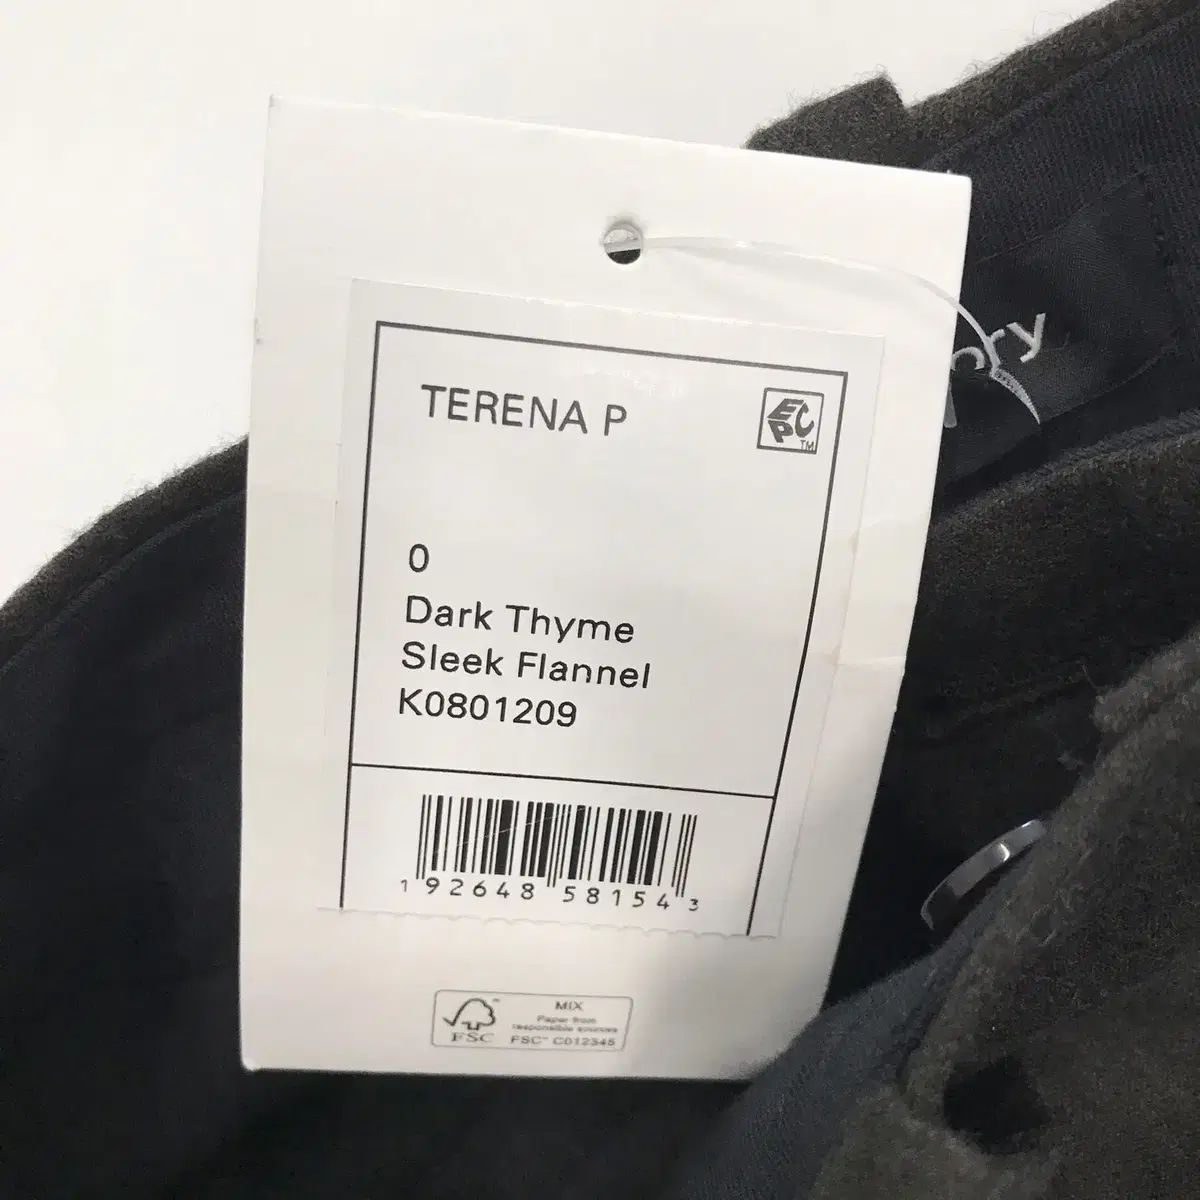 TERENA P
EPC
TM
0
Dark Thyme
Sleek Flannel
K0801209
1 92648 58154 3
FSC
MIX
Paper from
responsible sources
FSC™ C012345